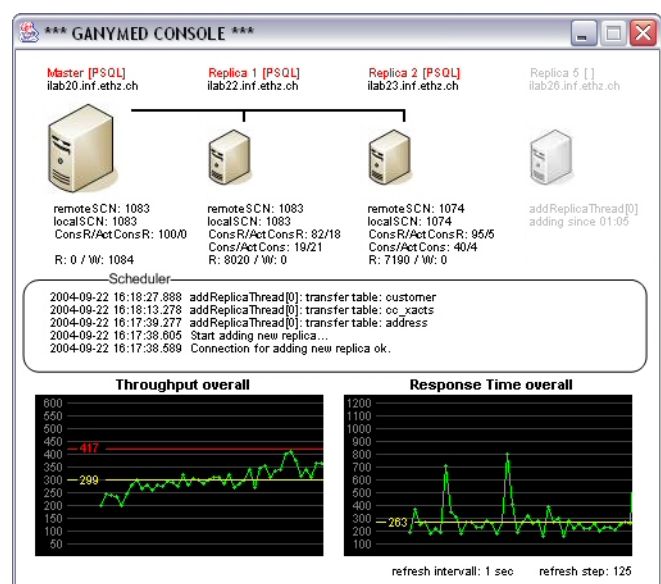 *** GANYMED CONSOLE ***
Master [PSQL]
ilab20.inf.ethz.ch
Replica 1 [PSQL]
ilab22.inf.ethz.ch
Replica 2 [PSQL]
ilab23.inf.ethz.ch
Replica 5 [ ]
ilab26.inf.ethz.ch
remoteSCN: 1083
localSCN: 1083
ConsR/ActConsR: 100/0
R: 0 / W: 1084
remoteSCN: 1083
localSCN: 1083
ConsR/ActConsR: 82/18
Cons/ActCons: 19/21
R: 8020 / W: 0
remoteSCN: 1074
localSCN: 1074
ConsR/ActConsR: 95/5
Cons/ActCons: 40/4
R: 7190 / W: 0
addReplicaThread[0]
adding since 01:05
Scheduler
2004-09-22 16:18:27.888 addReplicaThread[0]: transfer table: customer
2004-09-22 16:18:13.278 addReplicaThread[0]: transfer table: cc_xacts
2004-09-22 16:17:39.277 addReplicaThread[0]: transfer table: address
2004-09-22 16:17:38.605 Start adding new replica...
2004-09-22 16:17:38.589 Connection for adding new replica ok.
Throughput overall
600
550
500
450
417
400
350
300
299
250
200
150
100
50
Response Time overall
1200
1100
1000
900
800
700
600
500
400
300
263
200
100
refresh intervall: 1 sec
refresh step: 125